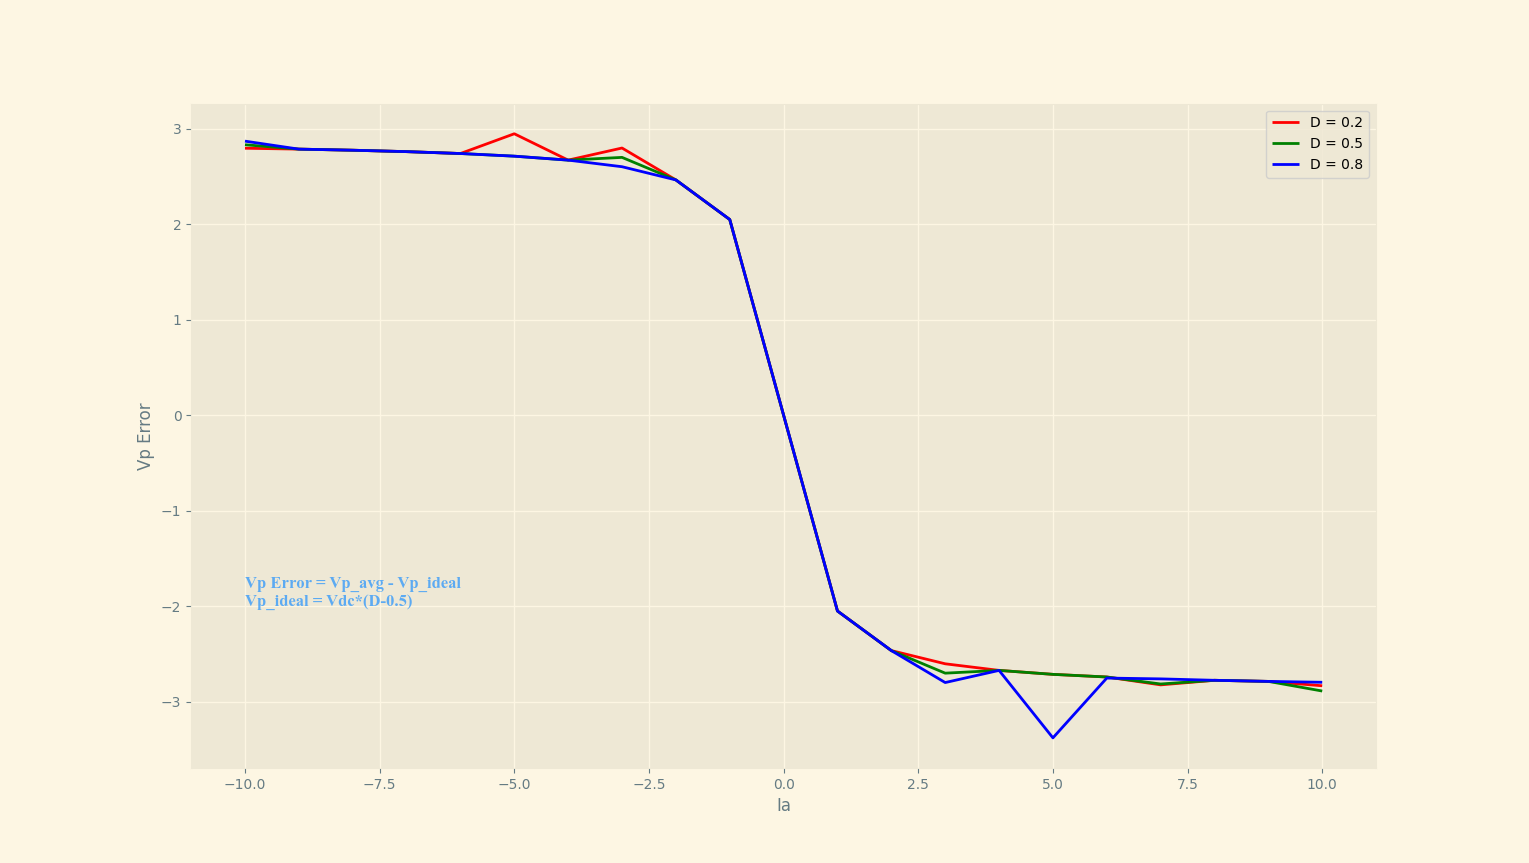 D = 0.2
D = 0.5
D = 0.8
3
2
1
0
−1
−2
−3
Vp Error
Vp Error = Vp_avg - Vp_ideal
Vp_ideal = Vdc*(D-0.5)
−10.0 −7.5 −5.0 −2.5 0.0 2.5 5.0 7.5 10.0
Ia